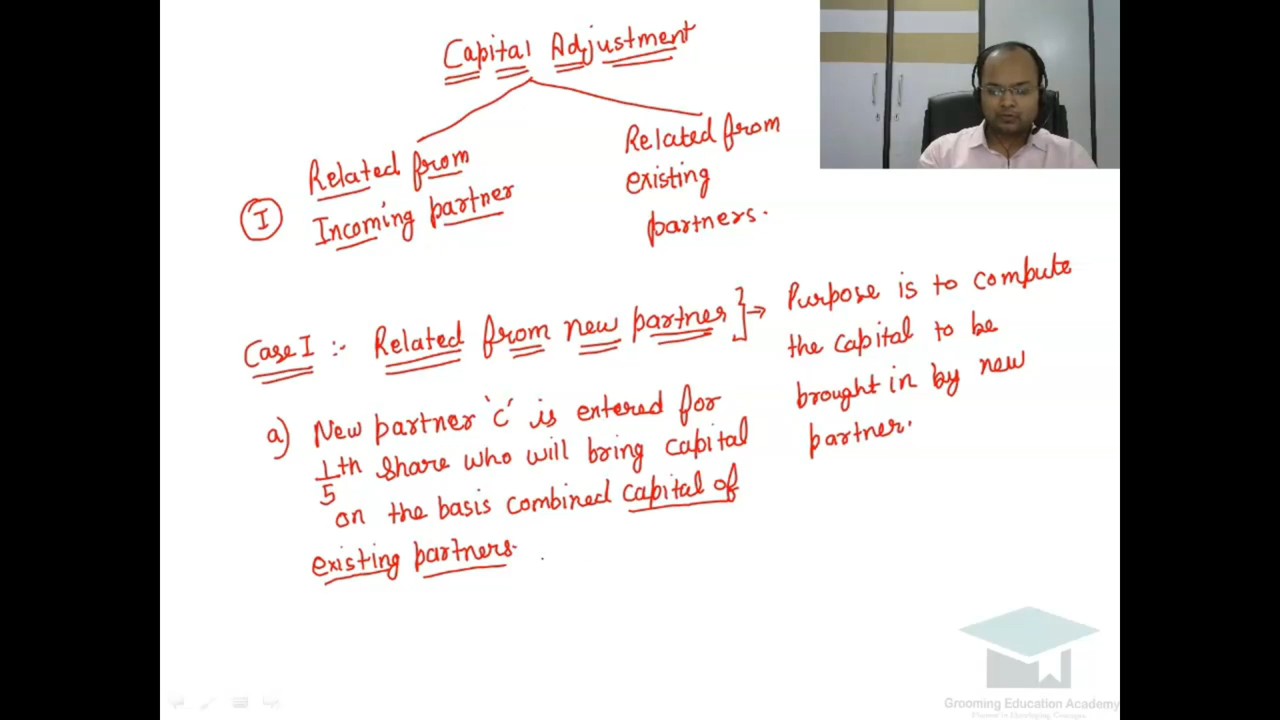 Capital Adjustment
Related from
Incoming partner
I
Related from
existing
partners.
Case I :- Related from new partner
Purpose is to compute
the capital to be
brought in by new
partner.
a) New partner 'C' is entered for
1/5 th share who will bring capital
on the basis combined capital of
existing partners.
Grooming Education Academy